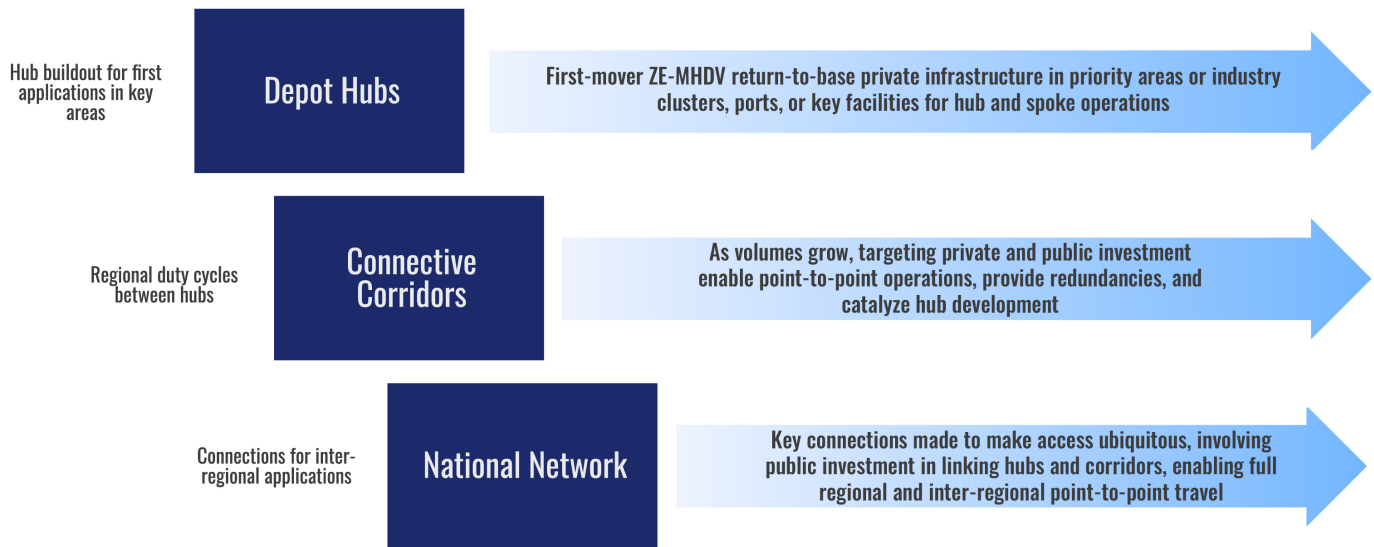 Hub buildout for first
applications in key
areas
Depot Hubs
First-mover ZE-MHDV return-to-base private infrastructure in priority areas or industry
clusters, ports, or key facilities for hub and spoke operations
Regional duty cycles
between hubs
Connective
Corridors
As volumes grow, targeting private and public investment
enable point-to-point operations, provide redundancies, and
catalyze hub development
Connections for inter-
regional applications
National Network
Key connections made to make access ubiquitous, involving
public investment in linking hubs and corridors, enabling full
regional and inter-regional point-to-point travel